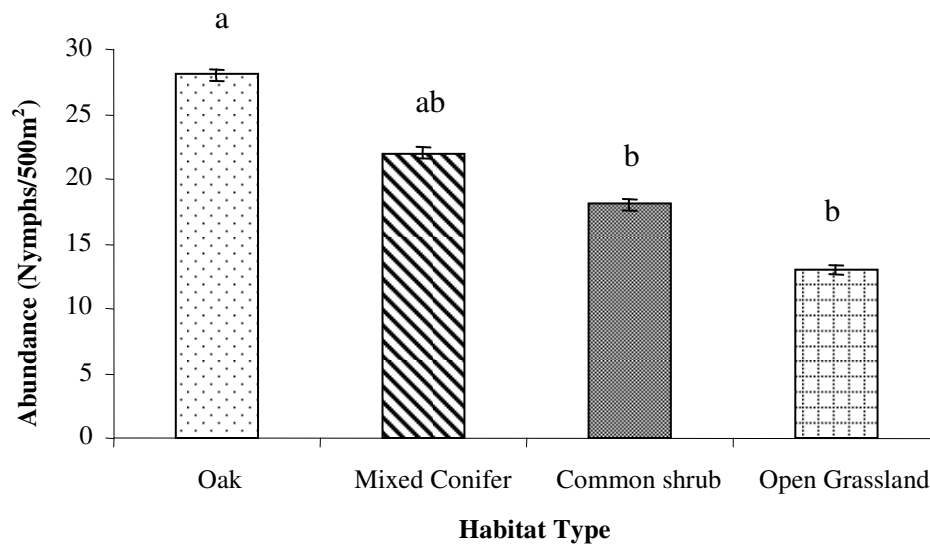 a
30
25
20
15
10
5
0
Abundance (Nymphs/500m²)
ab
b
b
Oak
Mixed Conifer
Common shrub
Open Grassland
Habitat Type